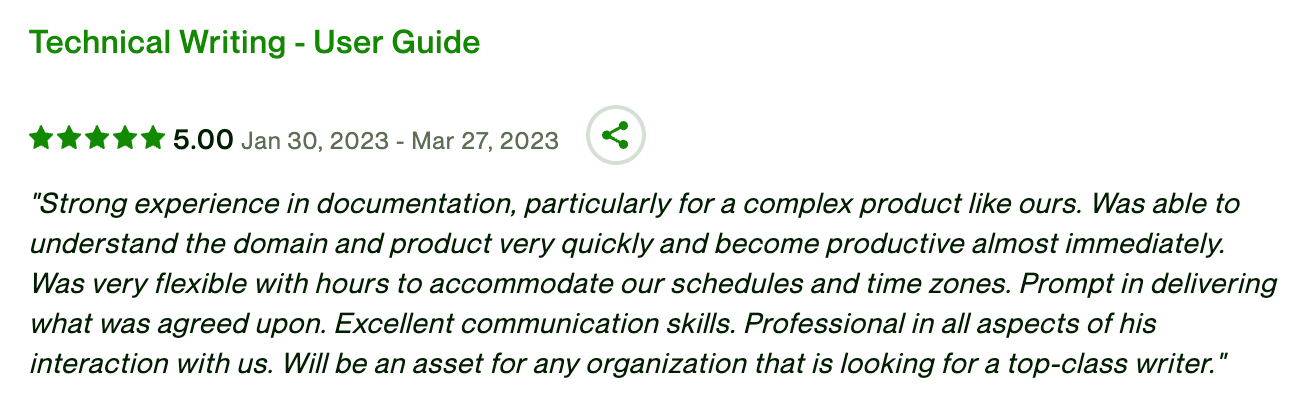 Technical Writing - User Guide
5.00 Jan 30, 2023 - Mar 27, 2023
"Strong experience in documentation, particularly for a complex product like ours. Was able to
understand the domain and product very quickly and become productive almost immediately.
Was very flexible with hours to accommodate our schedules and time zones. Prompt in delivering
what was agreed upon. Excellent communication skills. Professional in all aspects of his
interaction with us. Will be an asset for any organization that is looking for a top-class writer."